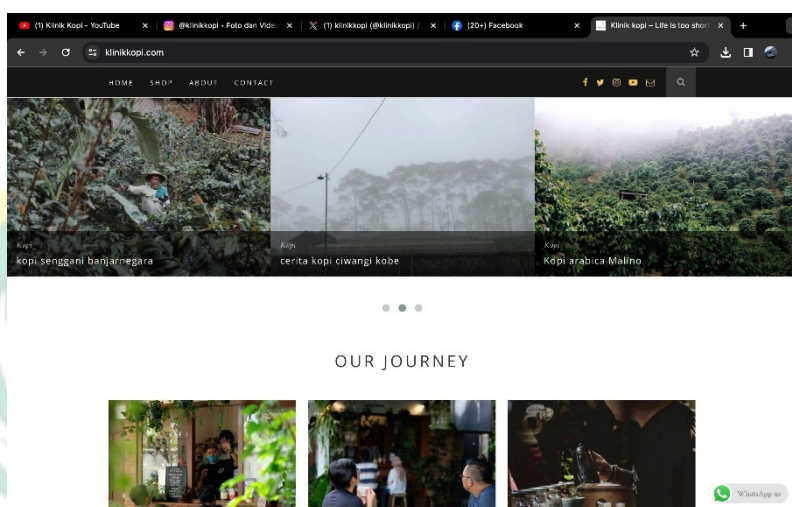 (1) Klinik Kopi - YouTube
@klinikkopi • Foto dan Vide
(1) klinikkopi (@klinikkopi) /
(20+) Facebook
Klinik kopi – Life is too short
klinikkopi.com
HOME SHOP ABOUT CONTACT
Kopi
kopi senggani banjarnegara
Kopi
cerita kopi ciwangi kobe
Kopi
Kopi arabica Malino
OUR JOURNEY
WhatsApp us